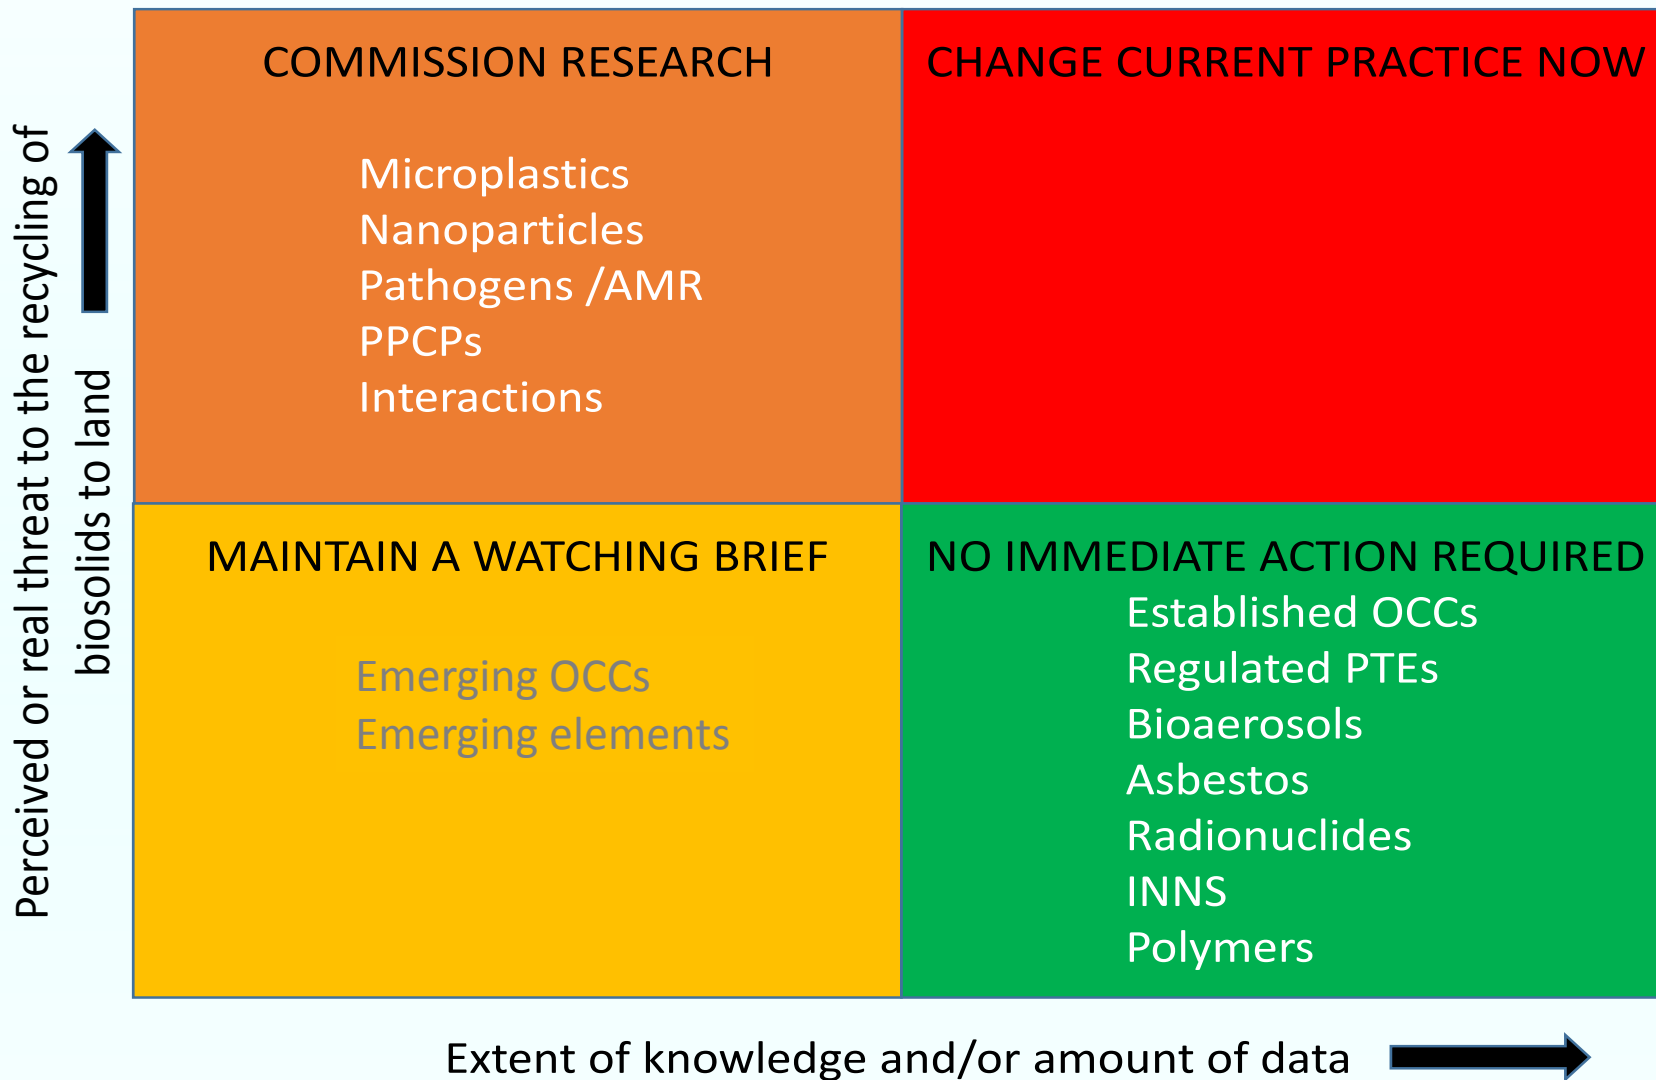 Perceived or real threat to the recycling of
biosolids to land
COMMISSION RESEARCH
Microplastics
Nanoparticles
Pathogens /AMR
PPCPs
Interactions
CHANGE CURRENT PRACTICE NOW
MAINTAIN A WATCHING BRIEF
Emerging OCCs
Emerging elements
NO IMMEDIATE ACTION REQUIRED
Established OCCs
Regulated PTEs
Bioaerosols
Asbestos
Radionuclides
INNS
Polymers
Extent of knowledge and/or amount of data